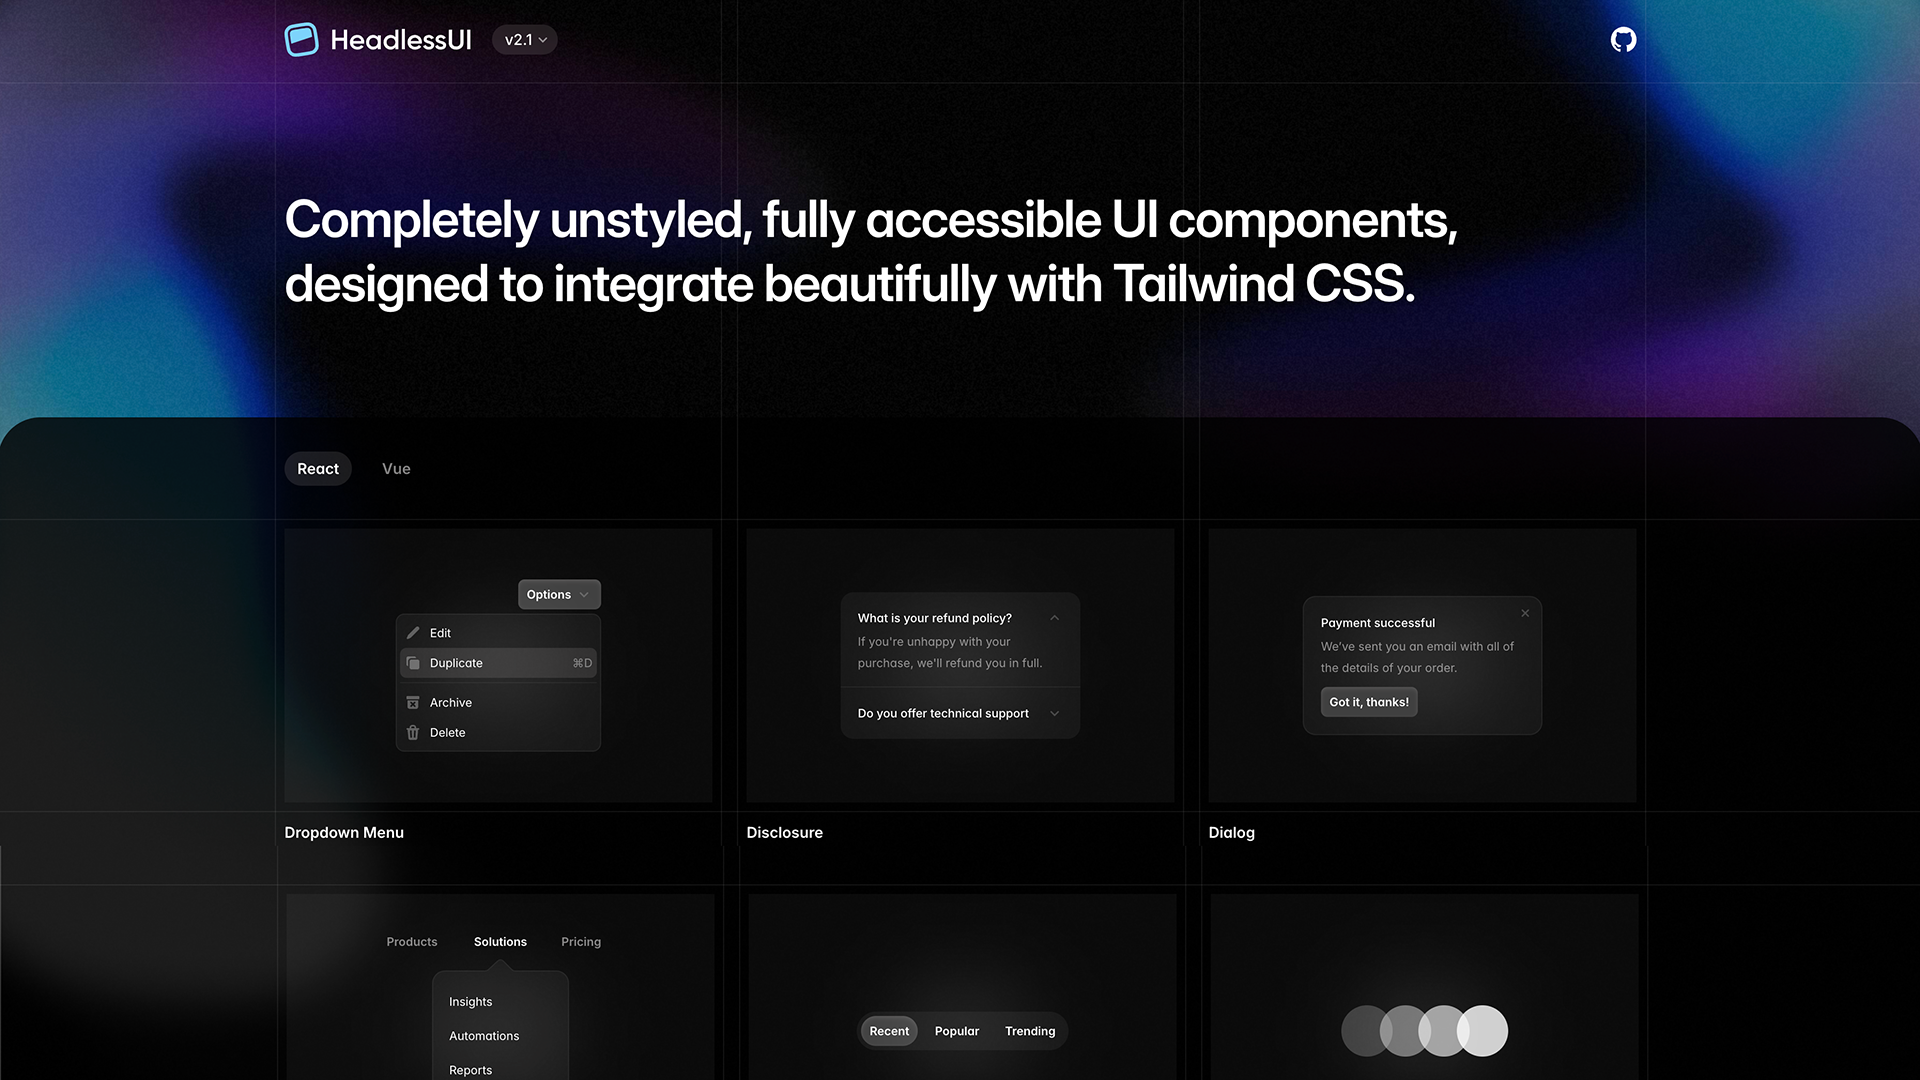 HeadlessUI
v2.1
Completely unstyled, fully accessible UI components,
designed to integrate beautifully with Tailwind CSS.
React
Vue
Options
Edit
Duplicate ⌘D
Archive
Delete
What is your refund policy?
If you're unhappy with your
purchase, we'll refund you in full.
Do you offer technical support
Payment successful
We've sent you an email with all of
the details of your order.
Got it, thanks!
Dropdown Menu
Disclosure
Dialog
Products
Solutions
Pricing
Insights
Automations
Reports
Recent
Popular
Trending